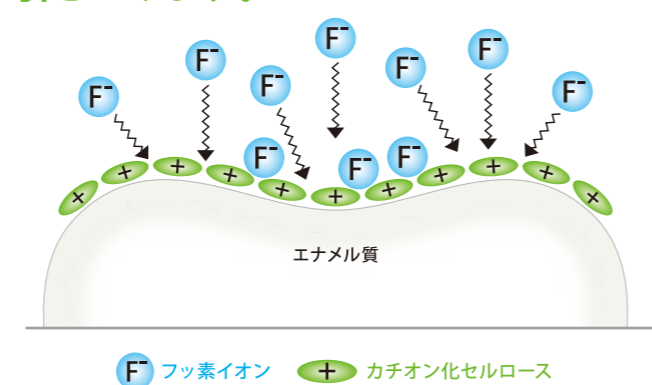 F⁻ F⁻ F⁻ F⁻ F⁻ F⁻ F⁻
F⁻ F⁻ F⁻
+ + + + + + + + + + +
エナメル質
F⁻ フッ素イオン + カチオン化セルロース